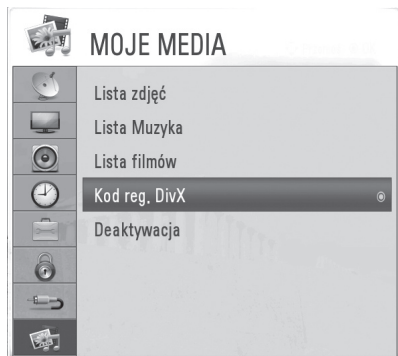 MOJE MEDIA
Lista zdjęć
Lista Muzyka
Lista filmów
Kod reg. DivX
Deaktywacja